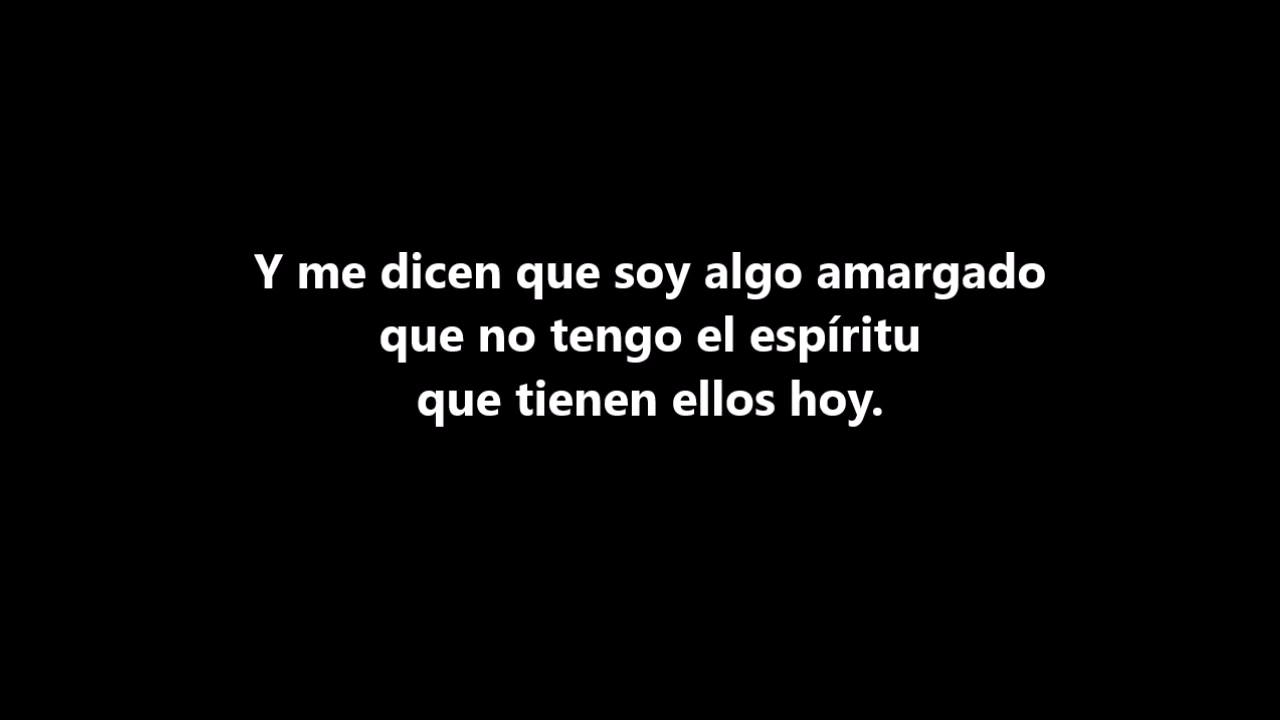 Y me dicen que soy algo amargado
que no tengo el espíritu
que tienen ellos hoy.